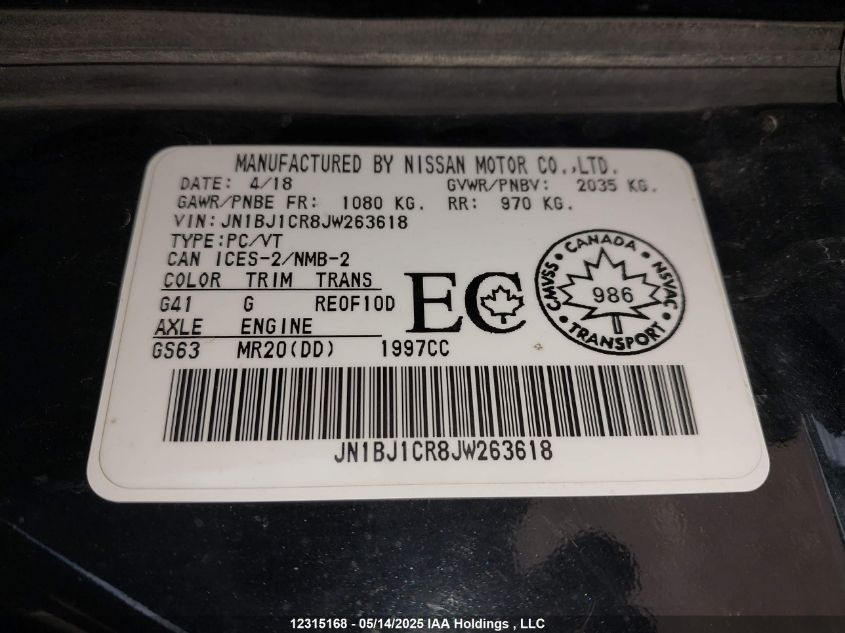 MANUFACTURED BY NISSAN MOTOR CO.,LTD.
DATE: 4/18 GVWR/PNBV: 2035 KG.
GAWR/PNBE FR: 1080 KG. RR: 970 KG.
VIN: JN1BJ1CR8JW263618
TYPE:PC/VT
CAN ICES-2/NMB-2
COLOR TRIM TRANS
G41 G RE0F10D
AXLE ENGINE
GS63 MR20(DD) 1997CC
EC
CANADA
CMVSS NSVAC
986
TRANSPORT
JN1BJ1CR8JW263618
12315168 - 05/14/2025 IAA Holdings , LLC